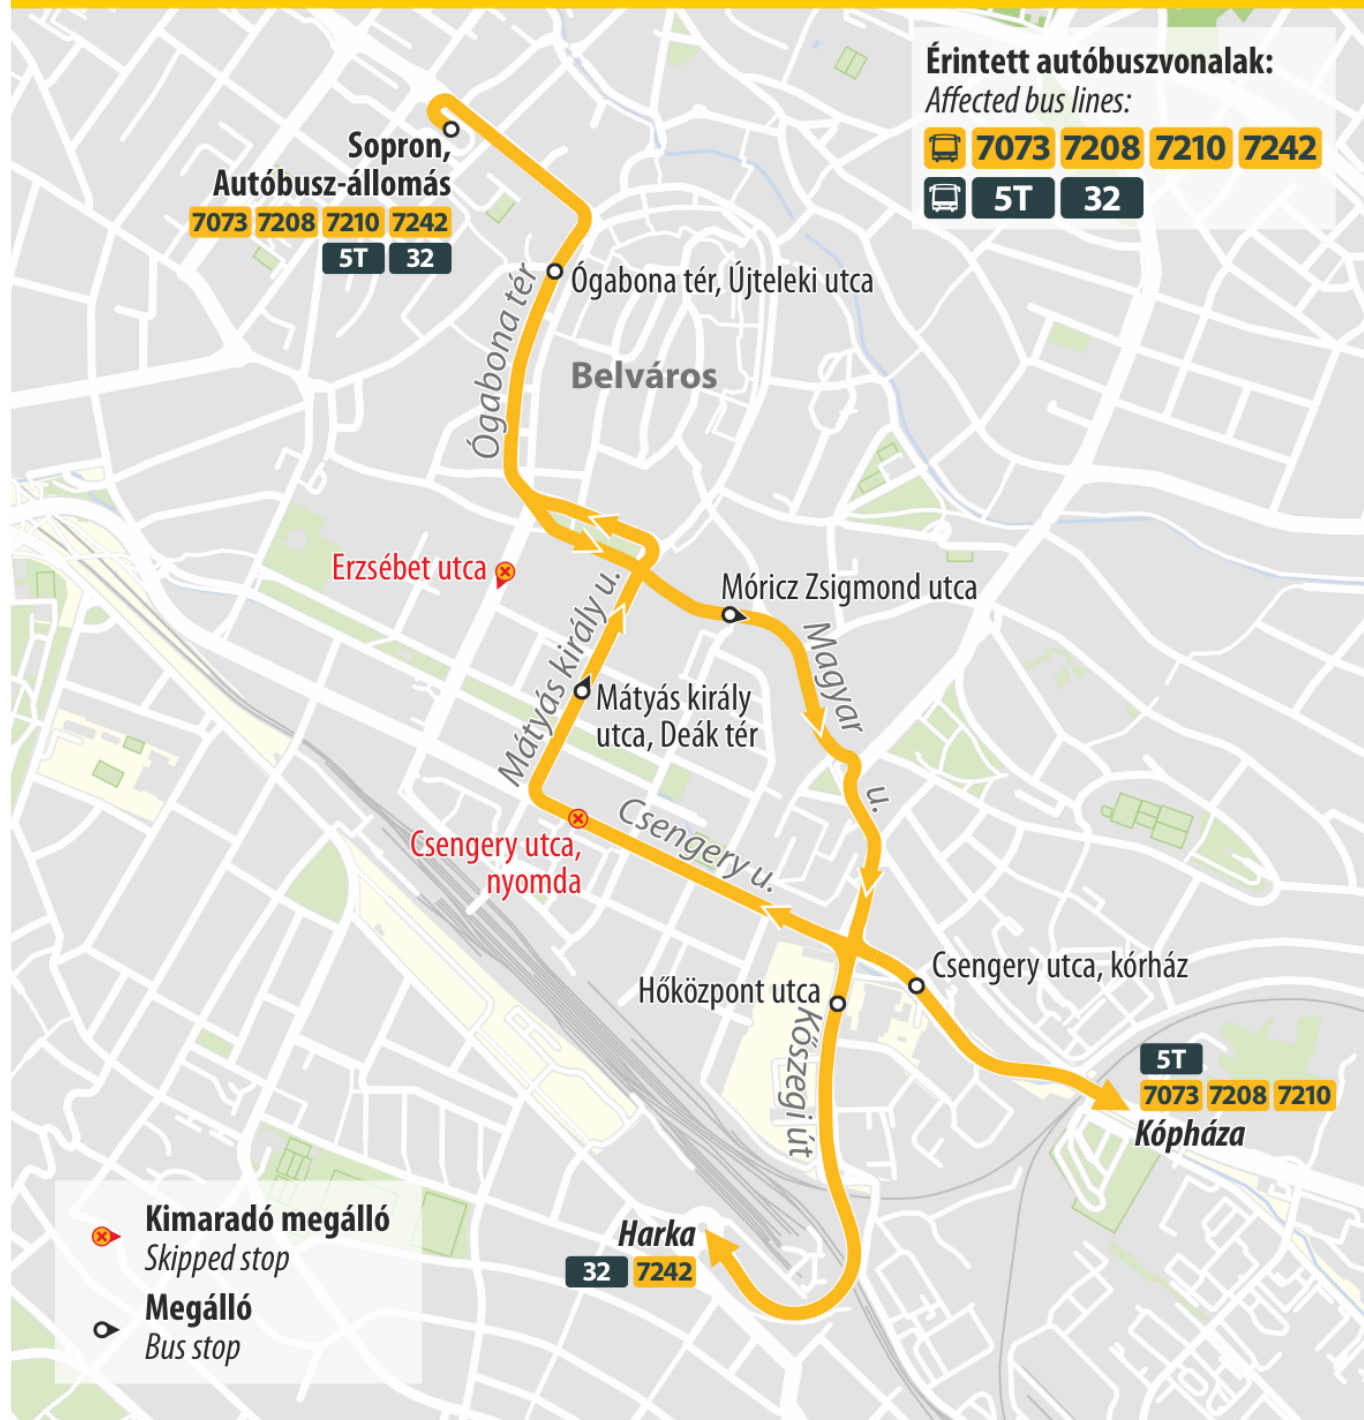 Érintett autóbuszvonalak:
Affected bus lines:
7073 7208 7210 7242
5T 32
Sopron,
Autóbusz-állomás
7073 7208 7210 7242
5T 32
Ógabona tér, Újteleki utca
Ógabona tér
Belváros
Erzsébet utca
Móricz Zsigmond utca
Mátyás király u.
Magyar
u.
Mátyás király
utca, Deák tér
Csengery u.
Csengery utca,
nyomda
Csengery utca, kórház
Hőközpont utca
Kőszegi út
5T
7073 7208 7210
Kópháza
Harka
32 7242
Kimaradó megálló
Skipped stop
Megálló
Bus stop